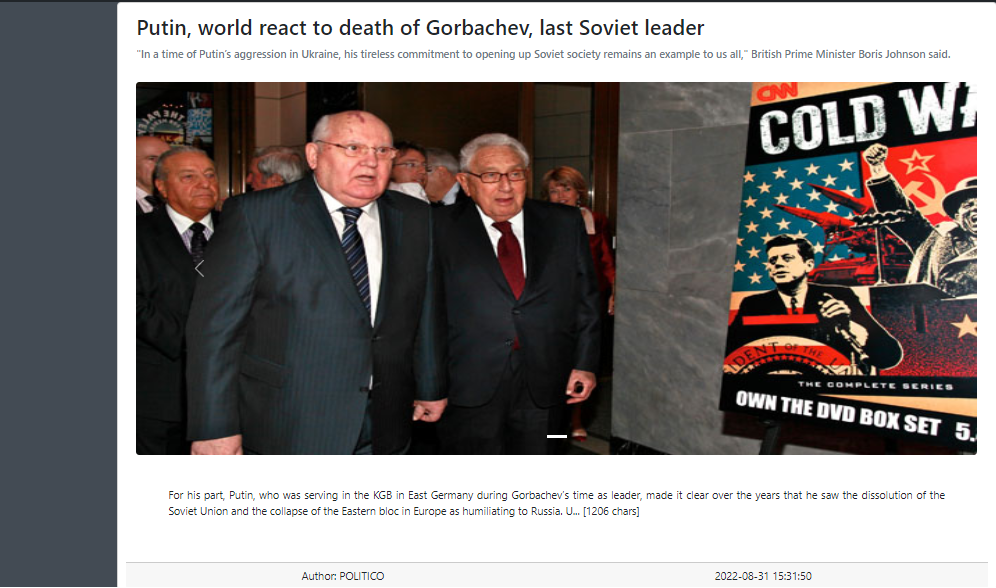 Putin, world react to death of Gorbachev, last Soviet leader
"In a time of Putin's aggression in Ukraine, his tireless commitment to opening up Soviet society remains an example to us all," British Prime Minister Boris Johnson said.
CNN
COLD WA
DENT OF THE
THE COMPLETE SERIES
OWN THE DVD BOX SET 5.
For his part, Putin, who was serving in the KGB in East Germany during Gorbachev's time as leader, made it clear over the years that he saw the dissolution of the
Soviet Union and the collapse of the Eastern bloc in Europe as humiliating to Russia. U... [1206 chars]
Author: POLITICO
2022-08-31 15:31:50